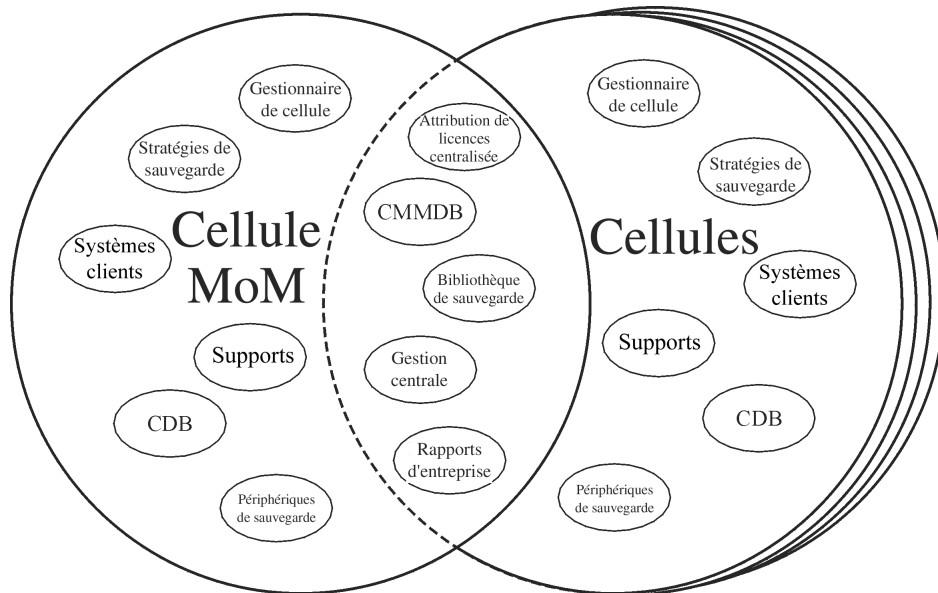 Gestionnaire
de cellule
Stratégies de
sauvegarde
Cellule
MoM
Systèmes
clients
Supports
CDB
Périphériques
de sauvegarde
Attribution de
licences
centralisée
CMMDB
Bibliothèque
de sauvegarde
Gestion
centrale
Rapports
d'entreprise
Gestionnaire
de cellule
Stratégies de
sauvegarde
Cellules
Systèmes
clients
Supports
CDB
Périphériques
de sauvegarde